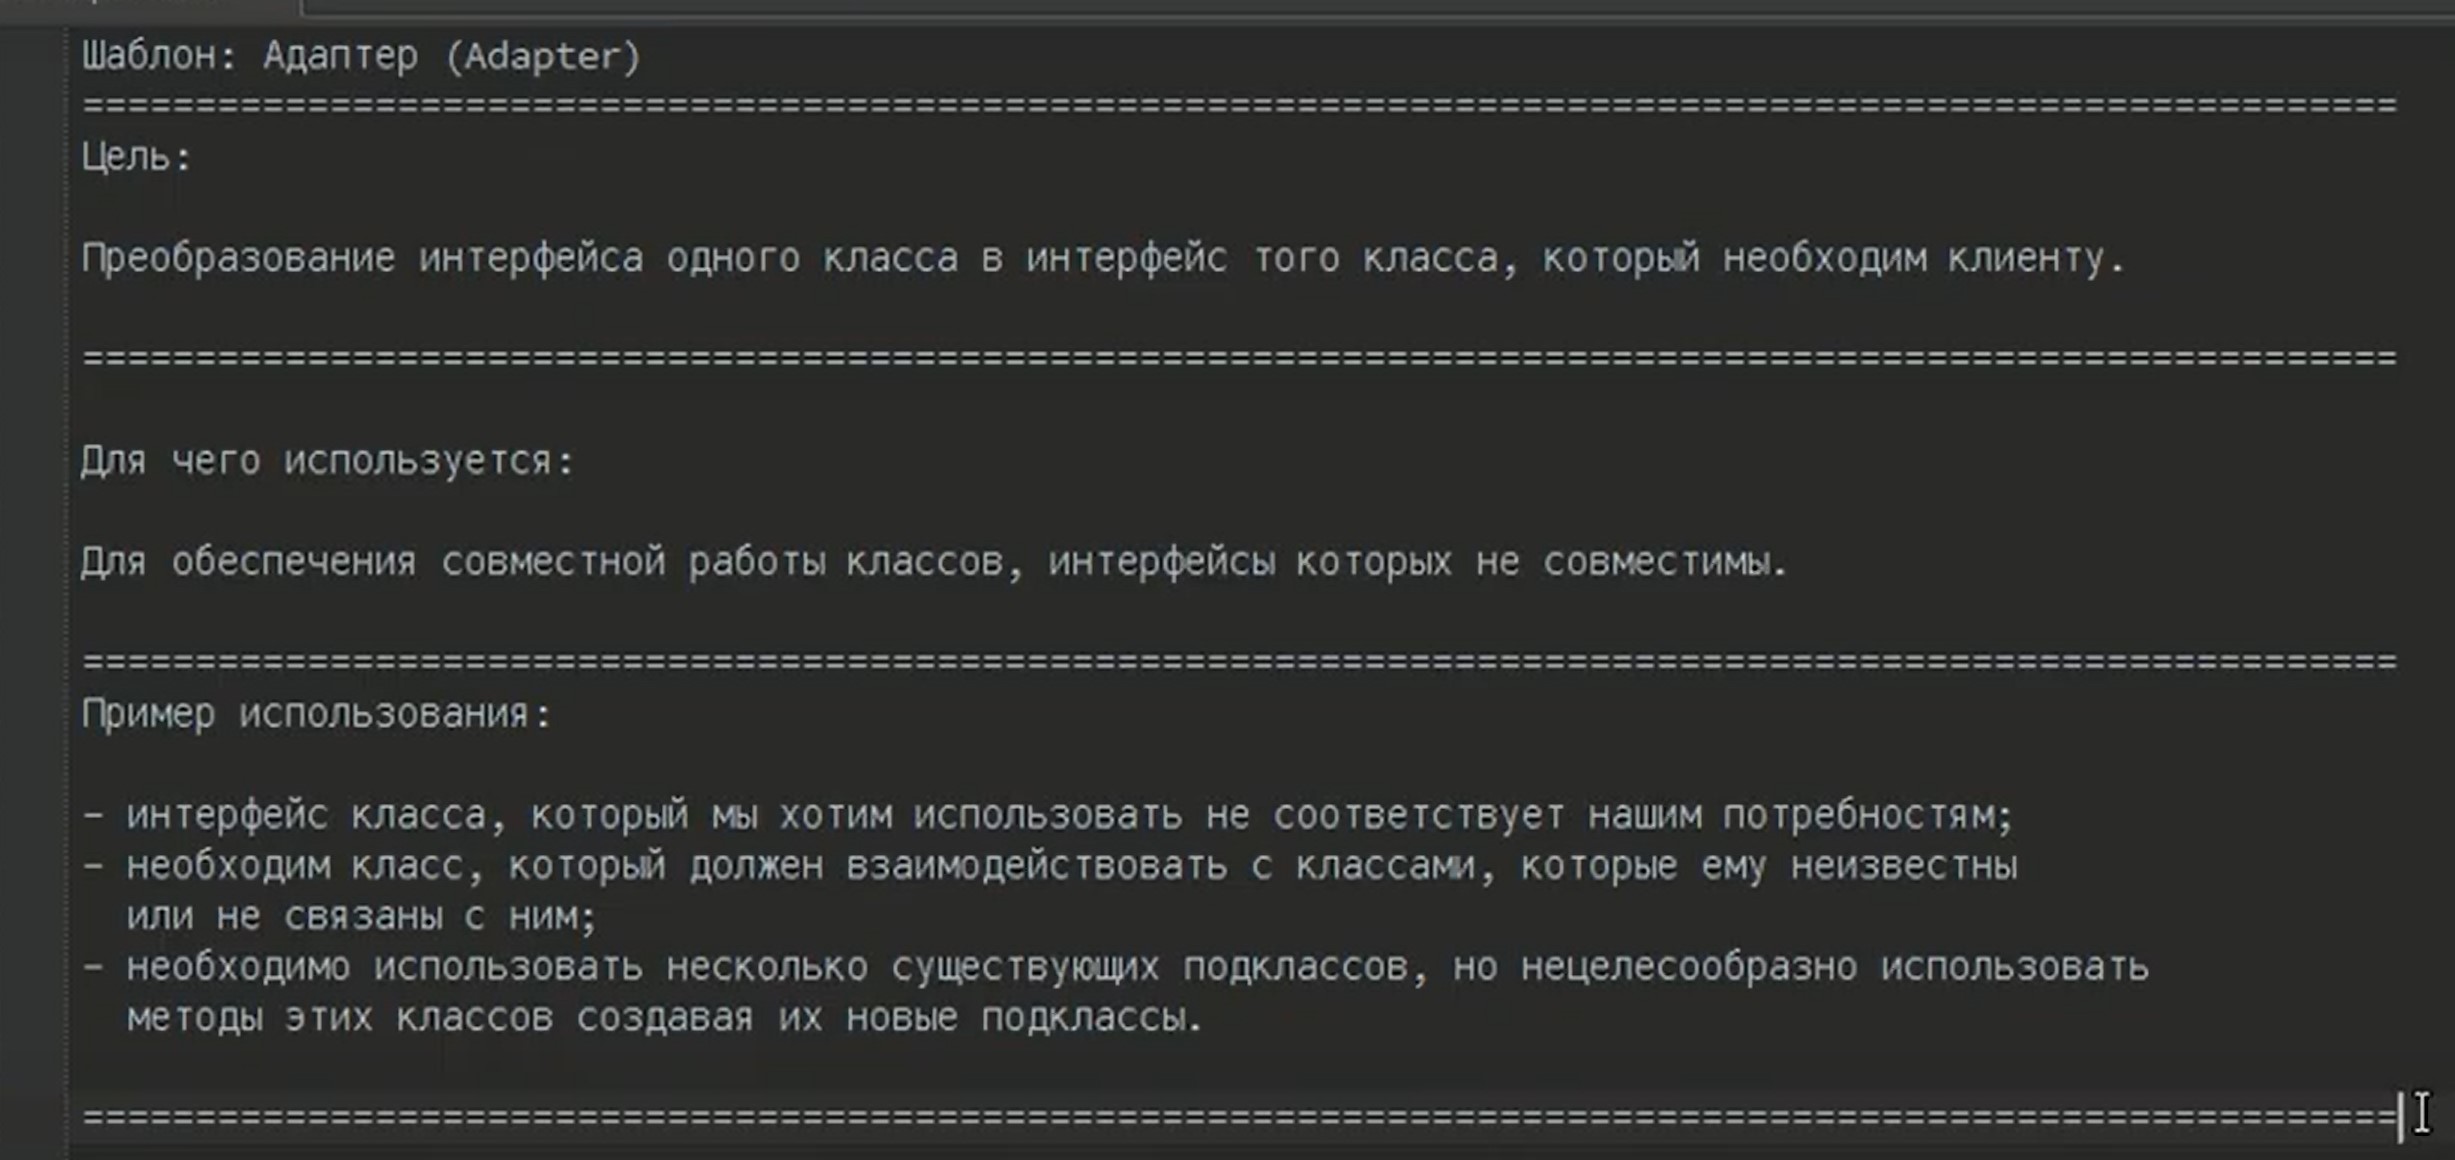 Шаблон: Адаптер (Adapter)
=======================================================================================================
Цель:
Преобразование интерфейса одного класса в интерфейс того класса, который необходим клиенту.
=======================================================================================================
Для чего используется:
Для обеспечения совместной работы классов, интерфейсы которых не совместимы.
=======================================================================================================
Пример использования:
- интерфейс класса, который мы хотим использовать не соответствует нашим потребностям;
- необходим класс, который должен взаимодействовать с классами, которые ему неизвестны
или не связаны с ним;
- необходимо использовать несколько существующих подклассов, но нецелесообразно использовать
методы этих классов создавая их новые подклассы.
=======================================================================================================